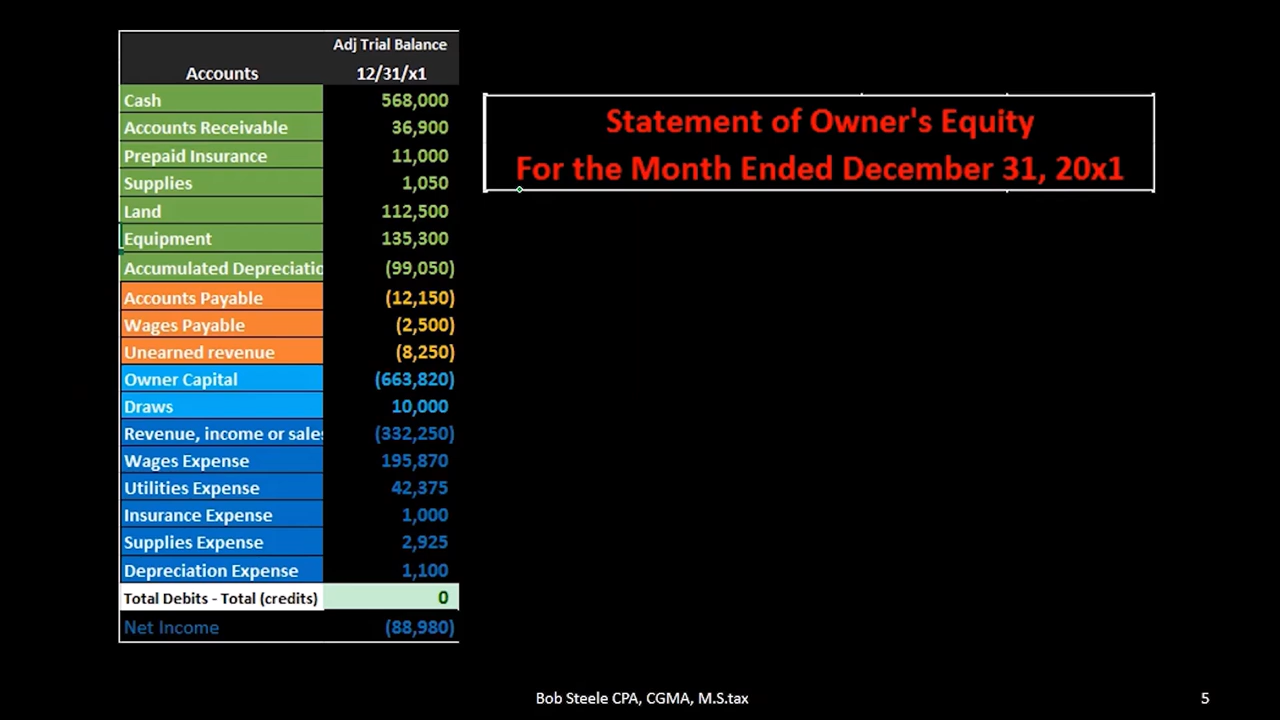 Adj Trial Balance
Accounts 12/31/x1
Cash 568,000
Accounts Receivable 36,900
Prepaid Insurance 11,000
Supplies 1,050
Land 112,500
Equipment 135,300
Accumulated Depreciatio (99,050)
Accounts Payable (12,150)
Wages Payable (2,500)
Unearned revenue (8,250)
Owner Capital (663,820)
Draws 10,000
Revenue, income or sales (332,250)
Wages Expense 195,870
Utilities Expense 42,375
Insurance Expense 1,000
Supplies Expense 2,925
Depreciation Expense 1,100
Total Debits - Total (credits) 0
Net Income (88,980)
Statement of Owner's Equity
For the Month Ended December 31, 20x1
Bob Steele CPA, CGMA, M.S.tax
5